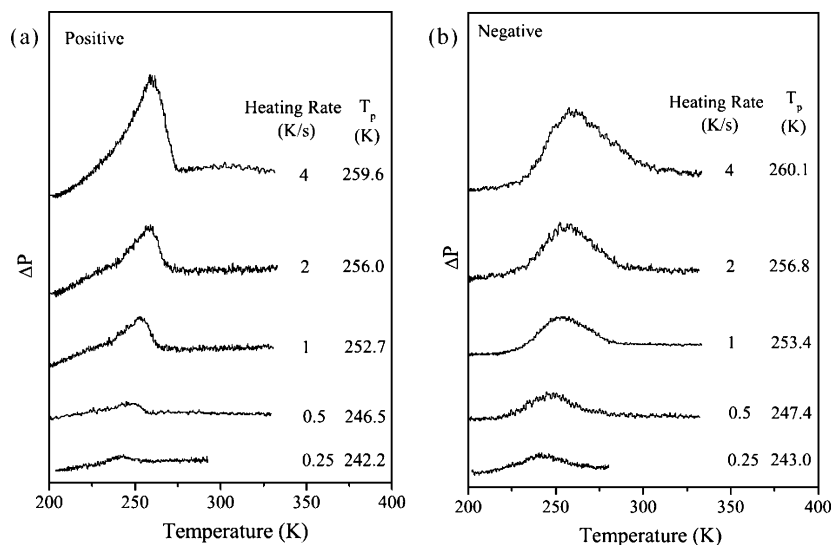 (a)
Positive
Heating Rate
(K/s)
Tp
(K)
4 259.6
2 256.0
1 252.7
0.5 246.5
0.25 242.2
ΔP
200 250 300 350 400
Temperature (K)
(b)
Negative
Heating Rate
(K/s)
Tp
(K)
4 260.1
2 256.8
1 253.4
0.5 247.4
0.25 243.0
ΔP
200 250 300 350 400
Temperature (K)